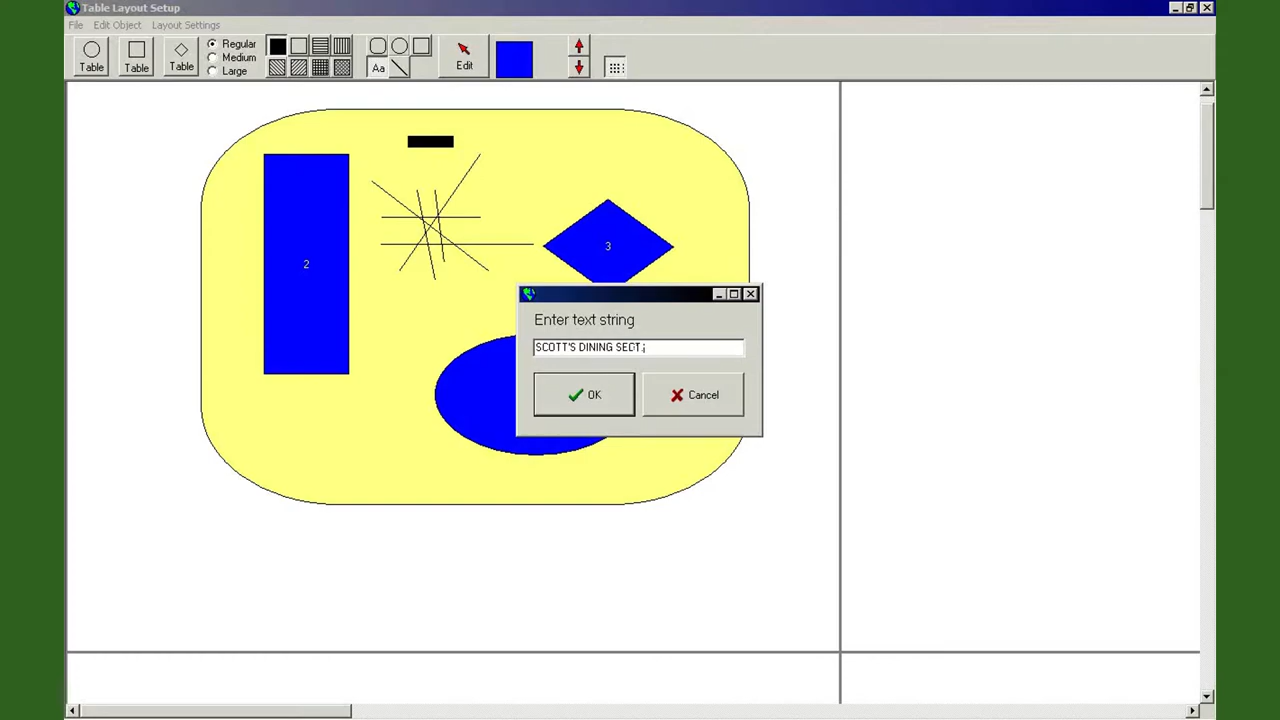 Table Layout Setup
File Edit Object Layout Settings
Table Table Table
Regular
Medium
Large
Aa
Edit
2
3
Enter text string
SCOTT'S DINING SECT.;
OK Cancel